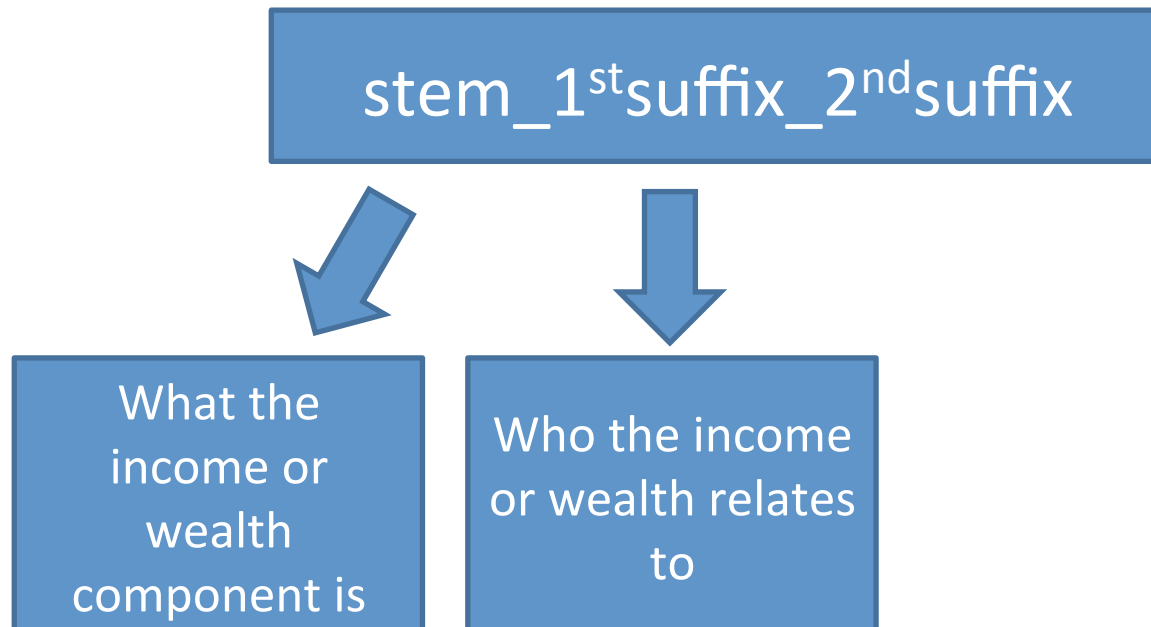 stem_1stsuffix_2ndsuffix
What the
income or
wealth
component is
Who the income
or wealth relates
to